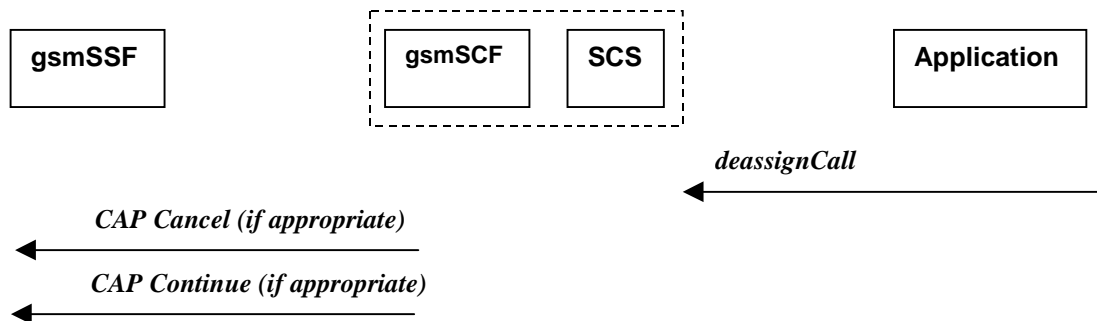 gsmSSF
gsmSCF
SCS
Application
deassignCall
CAP Cancel (if appropriate)
CAP Continue (if appropriate)